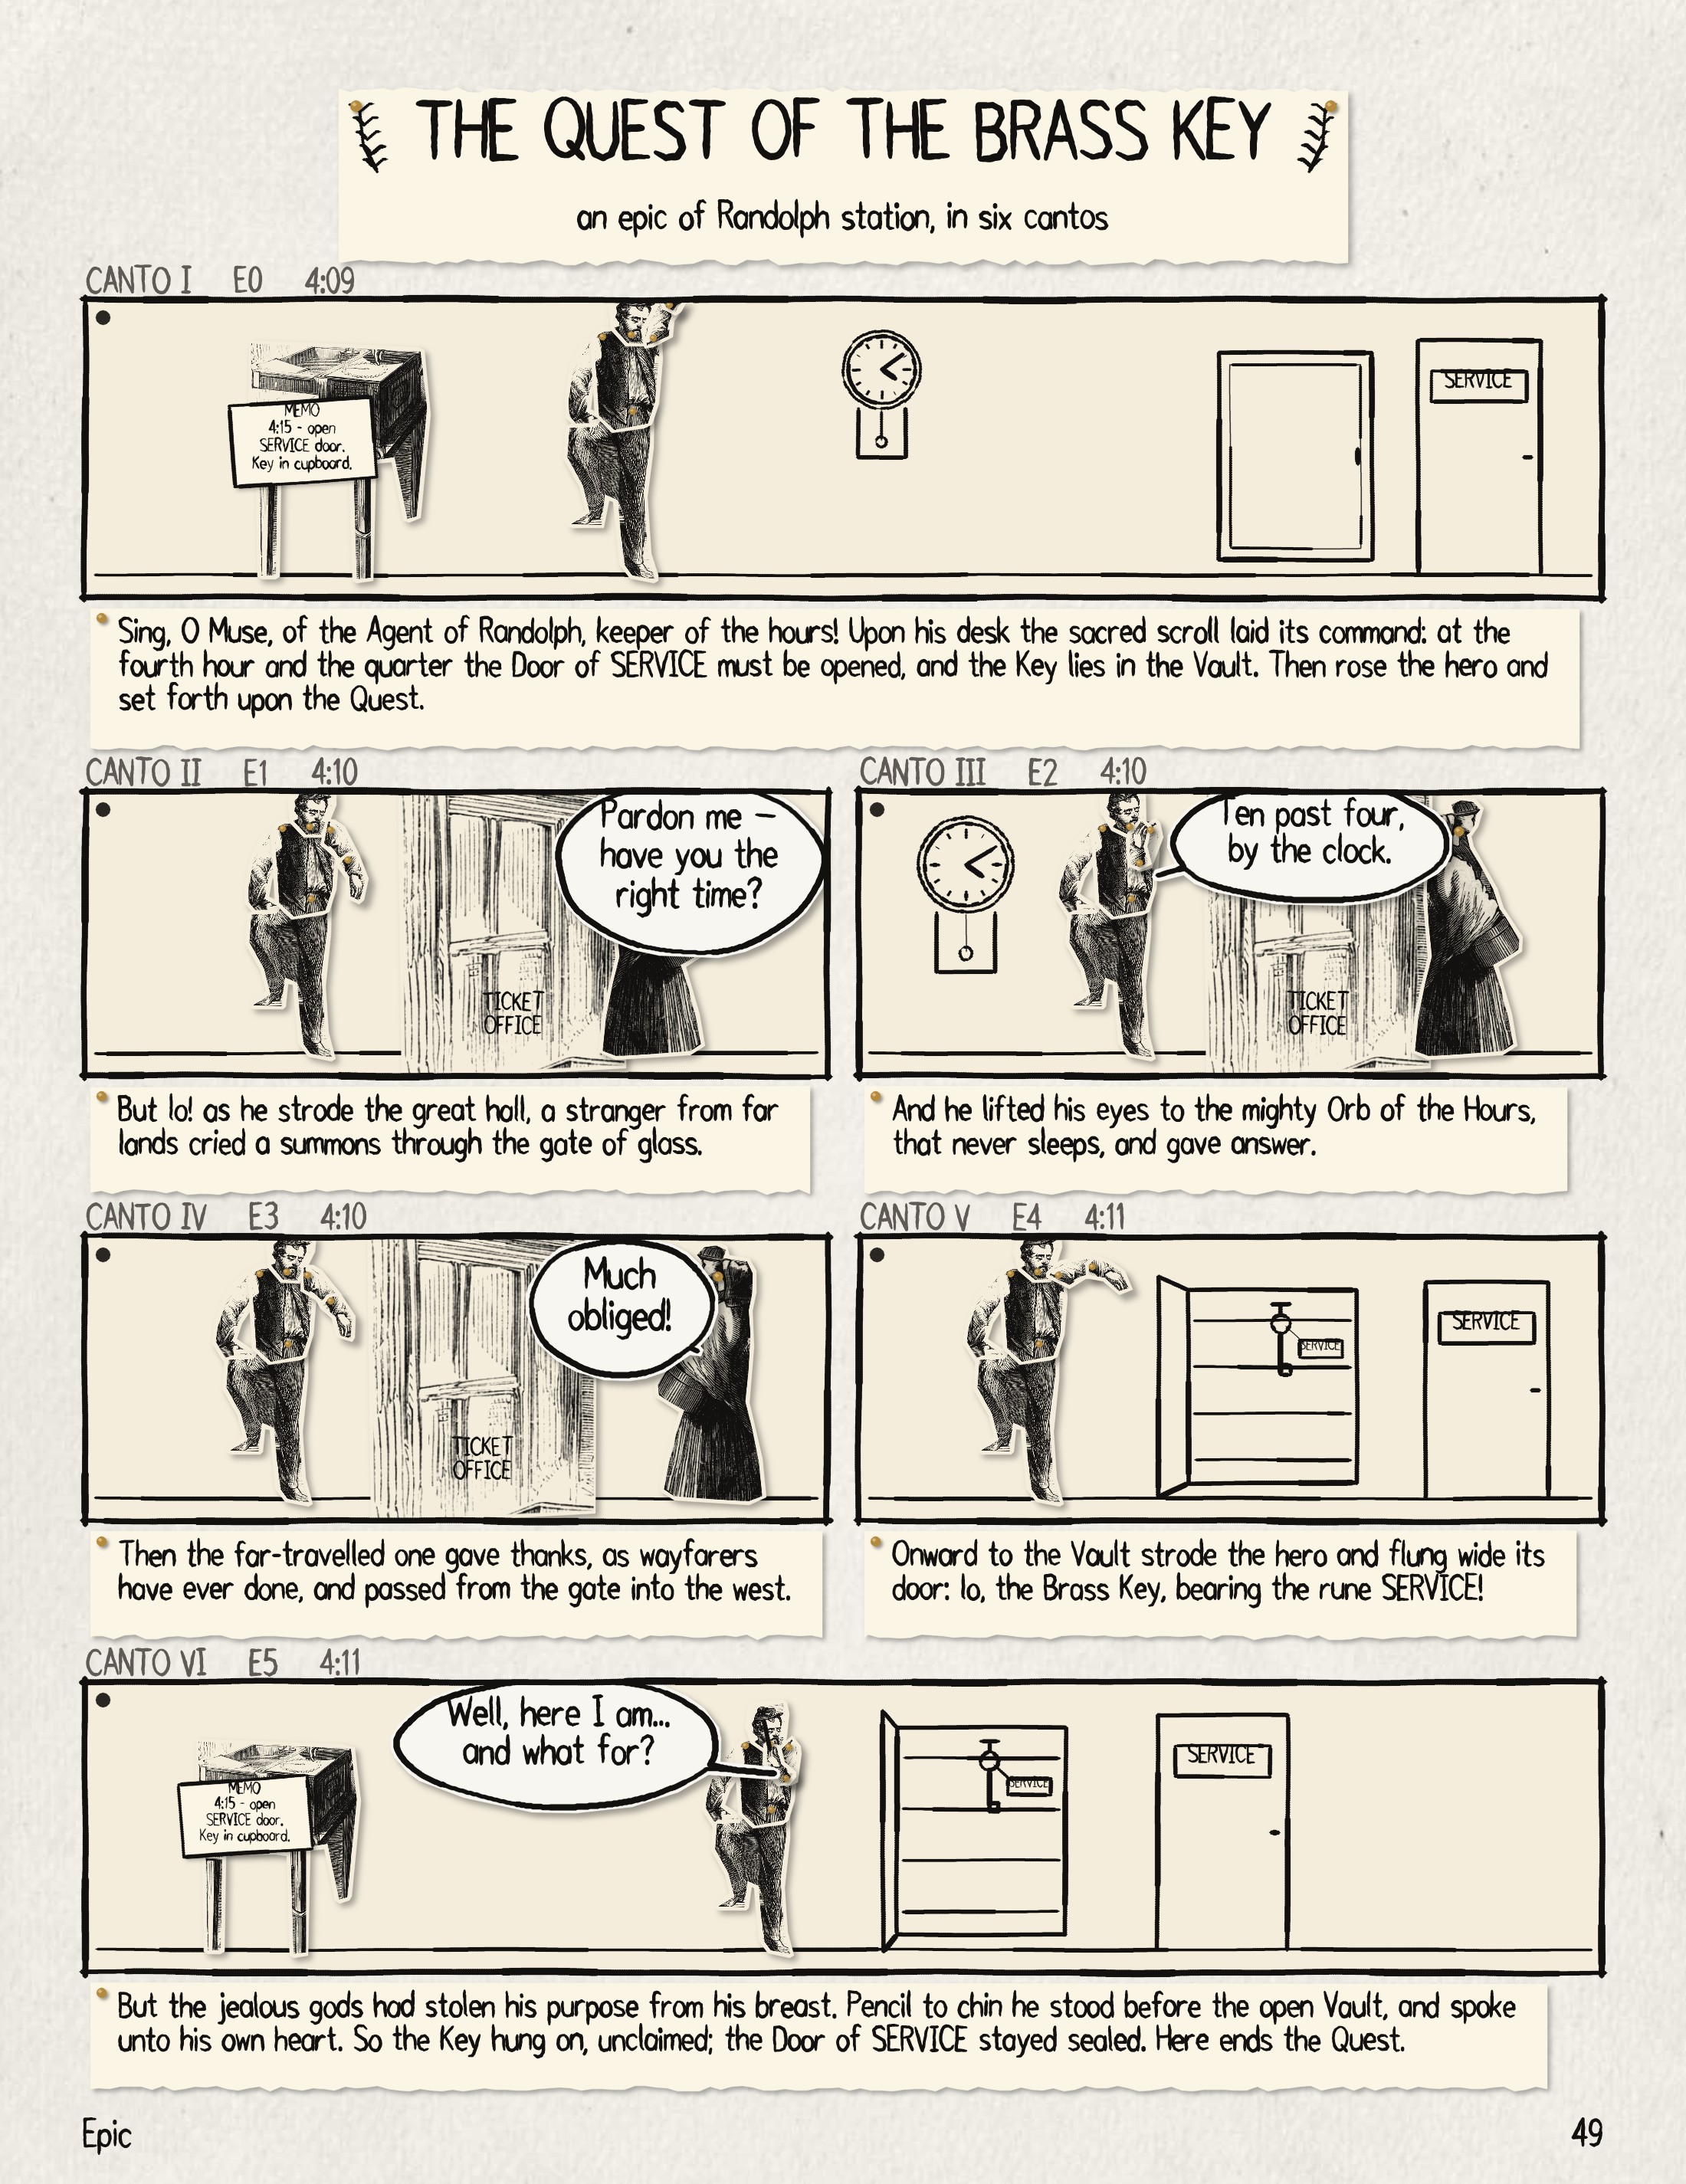 THE QUEST OF THE BRASS KEY
an epic of Randolph station, in six cantos
CANTO I E0 4:09
MEMO
4:15 - open
SERVICE door.
Key in cupboard.
SERVICE
Sing, O Muse, of the Agent of Randolph, keeper of the hours! Upon his desk the sacred scroll laid its command: at the
fourth hour and the quarter the Door of SERVICE must be opened, and the Key lies in the Vault. Then rose the hero and
set forth upon the Quest.
CANTO II E1 4:10
Pardon me –
have you the
right time?
TICKET
OFFICE
But lo! as he strode the great hall, a stranger from far
lands cried a summons through the gate of glass.
CANTO III E2 4:10
Ten past four,
by the clock.
TICKET
OFFICE
And he lifted his eyes to the mighty Orb of the Hours,
that never sleeps, and gave answer.
CANTO IV E3 4:10
Much
obliged!
TICKET
OFFICE
Then the far-travelled one gave thanks, as wayfarers
have ever done, and passed from the gate into the west.
CANTO V E4 4:11
SERVICE
SERVICE
Onward to the Vault strode the hero and flung wide its
door: lo, the Brass Key, bearing the rune SERVICE!
CANTO VI E5 4:11
MEMO
4:15 - open
SERVICE door.
Key in cupboard.
Well, here I am...
and what for?
SERVICE
SERVICE
But the jealous gods had stolen his purpose from his breast. Pencil to chin he stood before the open Vault, and spoke
unto his own heart. So the Key hung on, unclaimed; the Door of SERVICE stayed sealed. Here ends the Quest.
Epic
49